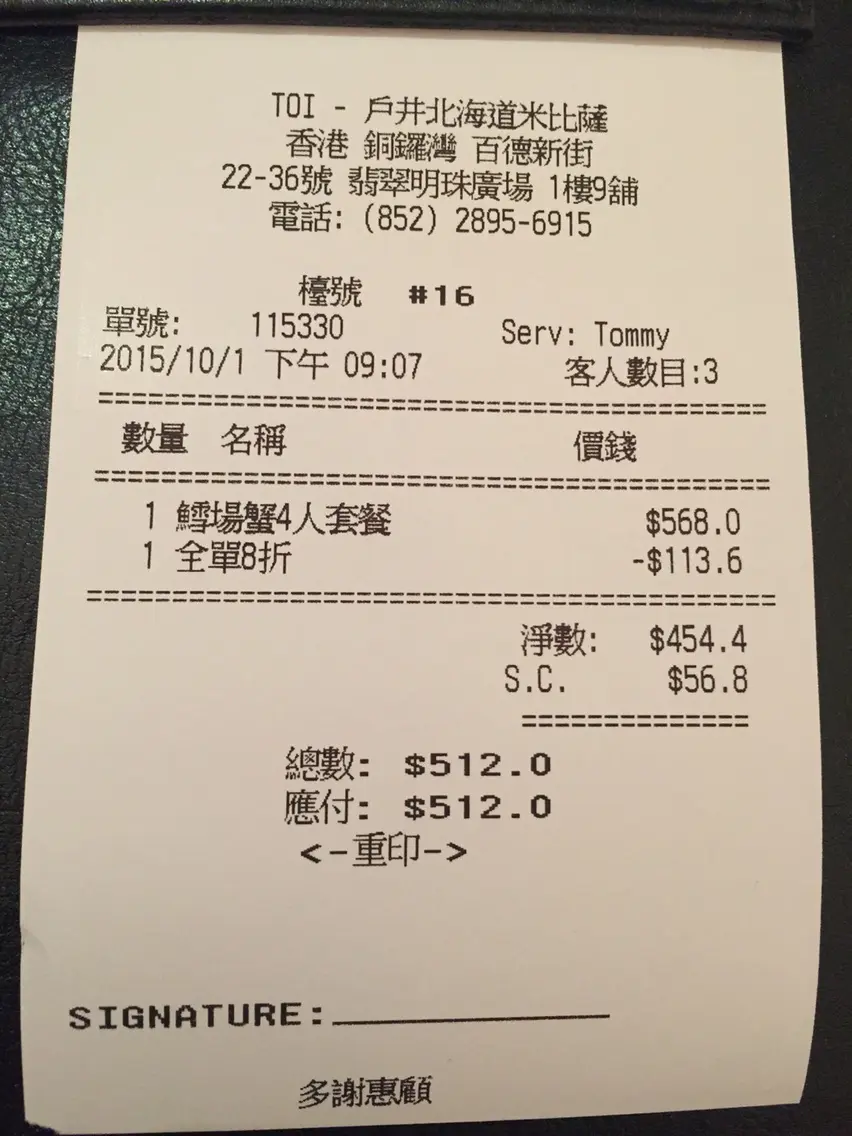 TOI - 戶井北海道米比薩
香港 銅鑼灣 百德新街
22-36號 翡翠明珠廣場 1樓9舖
電話: (852) 2895-6915
檯號 #16
單號: 115330 Serv: Tommy
2015/10/1 下午 09:07 客人數目:3
========================================
數量 名稱 價錢
========================================
1 鱈場蟹4人套餐 $568.0
1 全單8折 -$113.6
========================================
淨數: $454.4
S.C. $56.8
==============
總數: $512.0
應付: $512.0
<-重印->
SIGNATURE:
多謝惠顧